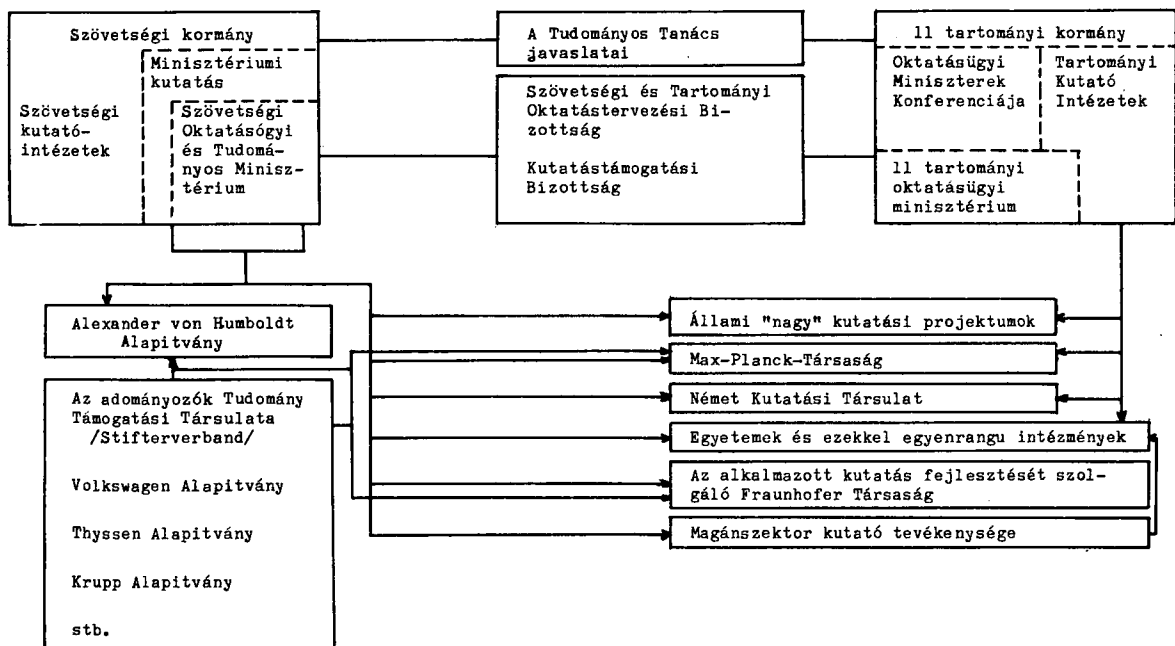 Szövetségi kormány
Minisztériumi
kutatás
Szövetségi
kutató-
intézetek
Szövetségi
Oktatásógyi
és Tudomá-
nyos Minisz-
térium
A Tudományos Tanács
javaslatai
Szövetségi és Tartományi
Oktatástervezési Bi-
zottság
Kutatástámogatási
Bizottság
ll tartományi kormány
Oktatásügyi
Miniszterek
Konferenciája
Tartományi
Kutató
Intézetek
ll tartományi
oktatásügyi
minisztérium
Alexander von Humboldt
Alapitvány
Az adományozók Tudomány
Támogatási Társulata
/Stifterverband/
Volkswagen Alapitvány
Thyssen Alapitvány
Krupp Alapitvány
stb.
Állami "nagy" kutatási projektumok
Max-Planck-Társaság
Német Kutatási Társulat
Egyetemek és ezekkel egyenrangu intézmények
Az alkalmazott kutatás fejlesztését szol-
gáló Fraunhofer Társaság
Magánszektor kutató tevékenysége